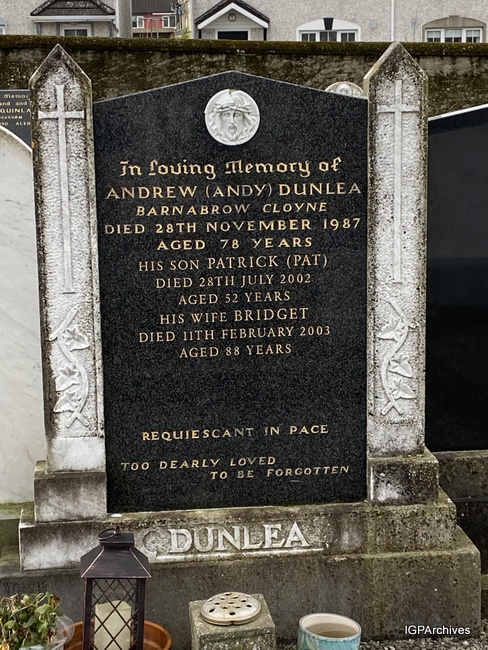 In Loving Memory of
ANDREW (ANDY) DUNLEA
BARNABROW CLOYNE
DIED 28TH NOVEMBER 1987
AGED 78 YEARS
HIS SON PATRICK (PAT)
DIED 28TH JULY 2002
AGED 52 YEARS
HIS WIFE BRIDGET
DIED 11TH FEBRUARY 2003
AGED 88 YEARS
REQUIESCANT IN PACE
TOO DEARLY LOVED
TO BE FORGOTTEN
DUNLEA
IGPArchives